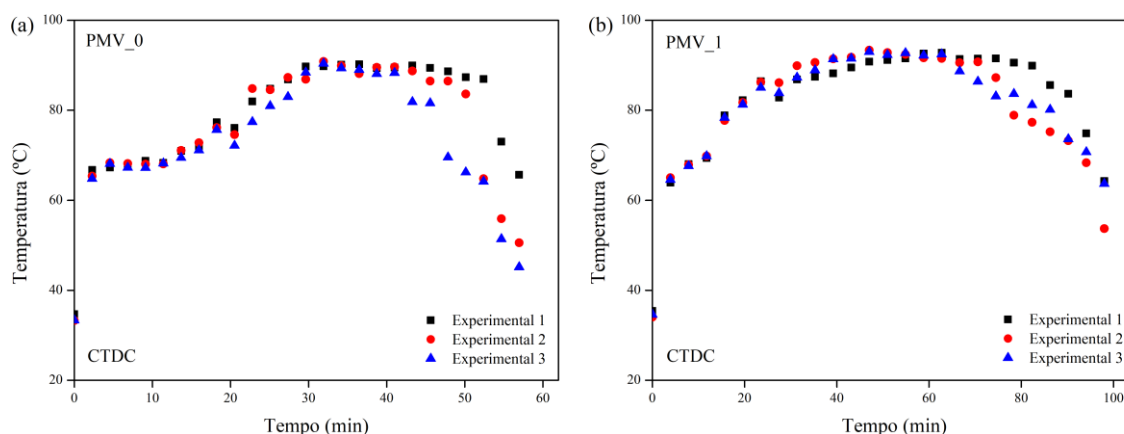 (a)
PMV_0
100
80
60
40
20
Temperatura (ºC)
Experimental 1
Experimental 2
Experimental 3
CTDC
0 10 20 30 40 50 60
Tempo (min)
(b)
PMV_1
100
80
60
40
20
Temperatura (ºC)
Experimental 1
Experimental 2
Experimental 3
CTDC
0 20 40 60 80 100
Tempo (min)